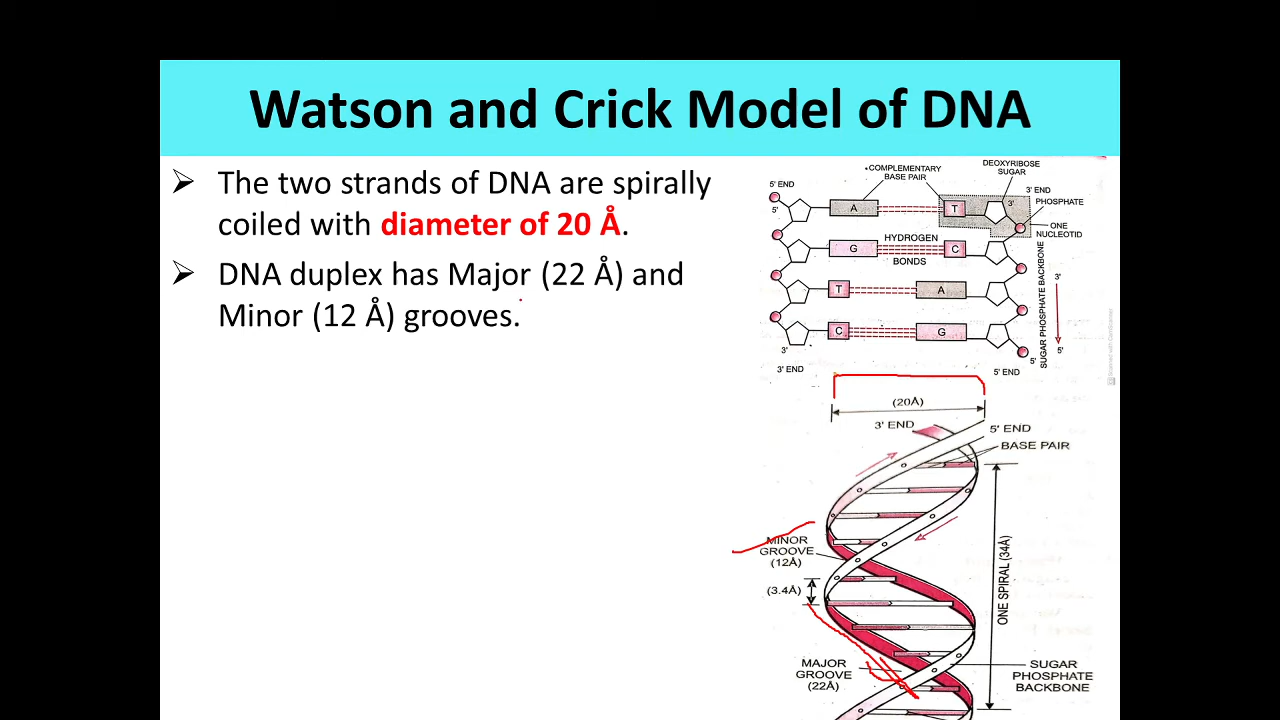 Watson and Crick Model of DNA
➢ The two strands of DNA are spirally
coiled with diameter of 20 Å.
➢ DNA duplex has Major (22 Å) and
Minor (12 Å) grooves.
COMPLEMENTARY
BASE PAIR
DEOXYRIBOSE
SUGAR
5' END
5'
3' END
3'
PHOSPHATE
A
T
ONE
NUCLEOTID
HYDROGEN
BONDS
G
C
T
A
C
G
SUGAR PHOSPHATE BACKBONE
3'
5'
3'
3' END
5'
5' END
(20Å)
3' END
5' END
BASE PAIR
MINOR
GROOVE
(12Å)
(3.4Å)
ONE SPIRAL (34Å)
MAJOR
GROOVE
(22Å)
SUGAR
PHOSPHATE
BACKBONE